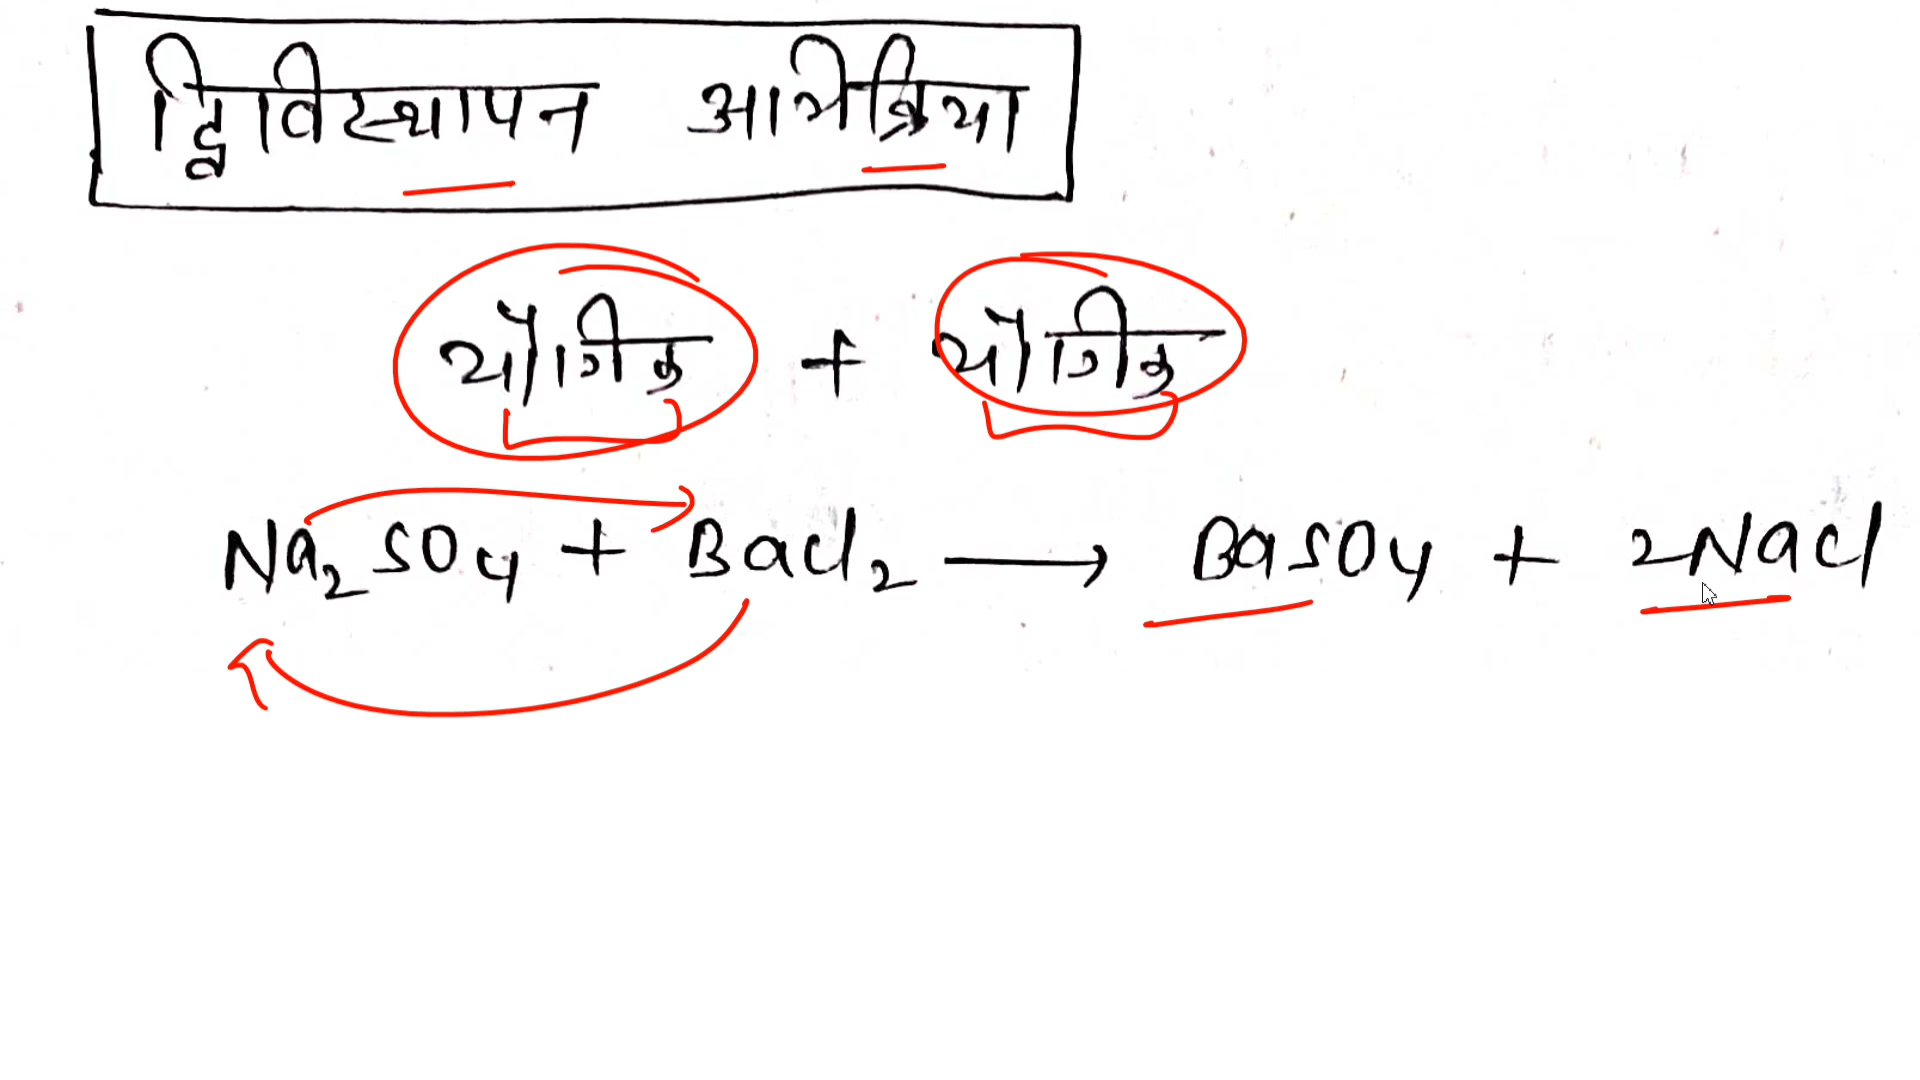 द्विविस्थापन अभिक्रिया
यौगिक + यौगिक
Na₂SO₄ + BaCl₂ ⟶ BaSO₄ + 2NaCl